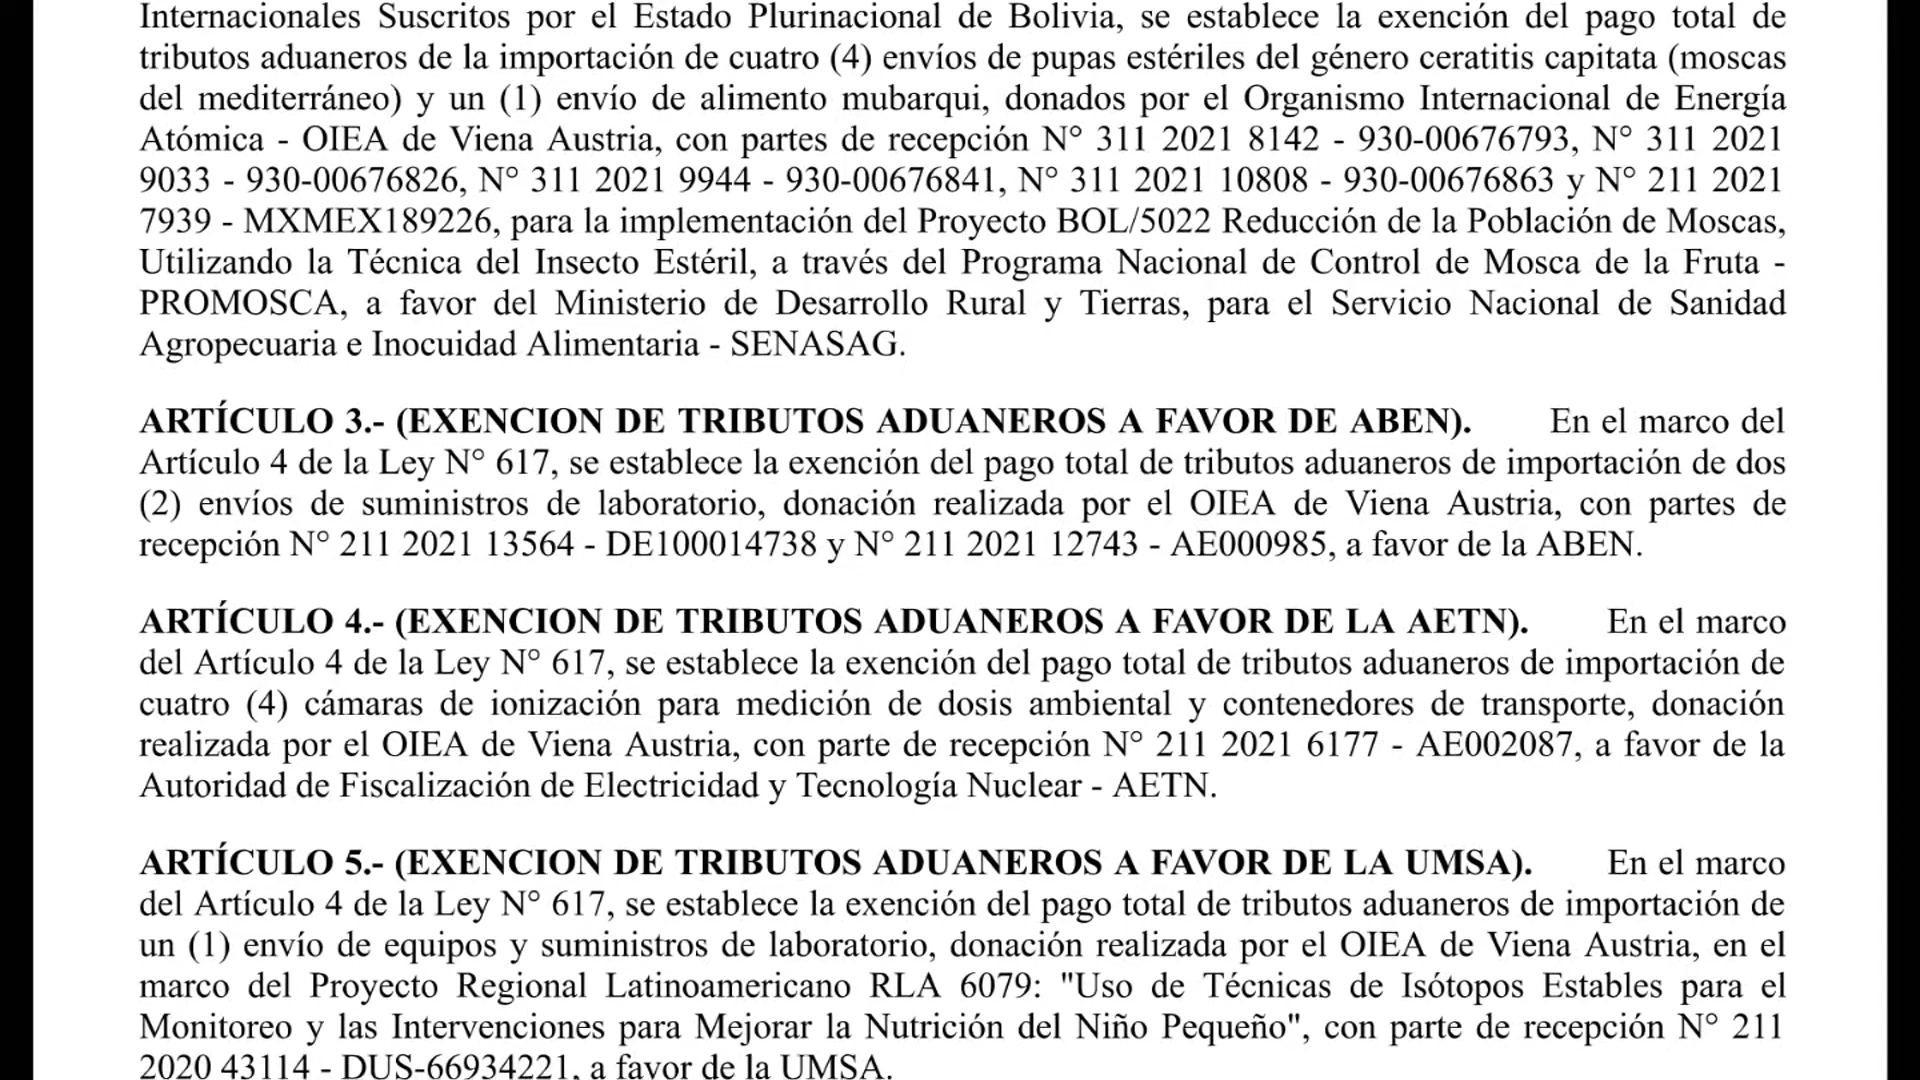 Internacionales Suscritos por el Estado Plurinacional de Bolivia, se establece la exención del pago total de
tributos aduaneros de la importación de cuatro (4) envíos de pupas estériles del género ceratitis capitata (moscas
del mediterráneo) y un (1) envío de alimento mubarqui, donados por el Organismo Internacional de Energía
Atómica - OIEA de Viena Austria, con partes de recepción N° 311 2021 8142 - 930-00676793, N° 311 2021
9033 - 930-00676826, N° 311 2021 9944 - 930-00676841, N° 311 2021 10808 - 930-00676863 y N° 211 2021
7939 - MXMEX189226, para la implementación del Proyecto BOL/5022 Reducción de la Población de Moscas,
Utilizando la Técnica del Insecto Estéril, a través del Programa Nacional de Control de Mosca de la Fruta -
PROMOSCA, a favor del Ministerio de Desarrollo Rural y Tierras, para el Servicio Nacional de Sanidad
Agropecuaria e Inocuidad Alimentaria - SENASAG.
ARTÍCULO 3.- (EXENCION DE TRIBUTOS ADUANEROS A FAVOR DE ABEN). En el marco del
Artículo 4 de la Ley N° 617, se establece la exención del pago total de tributos aduaneros de importación de dos
(2) envíos de suministros de laboratorio, donación realizada por el OIEA de Viena Austria, con partes de
recepción N° 211 2021 13564 - DE100014738 y N° 211 2021 12743 - AE000985, a favor de la ABEN.
ARTÍCULO 4.- (EXENCION DE TRIBUTOS ADUANEROS A FAVOR DE LA AETN). En el marco
del Artículo 4 de la Ley N° 617, se establece la exención del pago total de tributos aduaneros de importación de
cuatro (4) cámaras de ionización para medición de dosis ambiental y contenedores de transporte, donación
realizada por el OIEA de Viena Austria, con parte de recepción N° 211 2021 6177 - AE002087, a favor de la
Autoridad de Fiscalización de Electricidad y Tecnología Nuclear - AETN.
ARTÍCULO 5.- (EXENCION DE TRIBUTOS ADUANEROS A FAVOR DE LA UMSA). En el marco
del Artículo 4 de la Ley N° 617, se establece la exención del pago total de tributos aduaneros de importación de
un (1) envío de equipos y suministros de laboratorio, donación realizada por el OIEA de Viena Austria, en el
marco del Proyecto Regional Latinoamericano RLA 6079: "Uso de Técnicas de Isótopos Estables para el
Monitoreo y las Intervenciones para Mejorar la Nutrición del Niño Pequeño", con parte de recepción N° 211
2020 43114 - DUS-66934221, a favor de la UMSA.